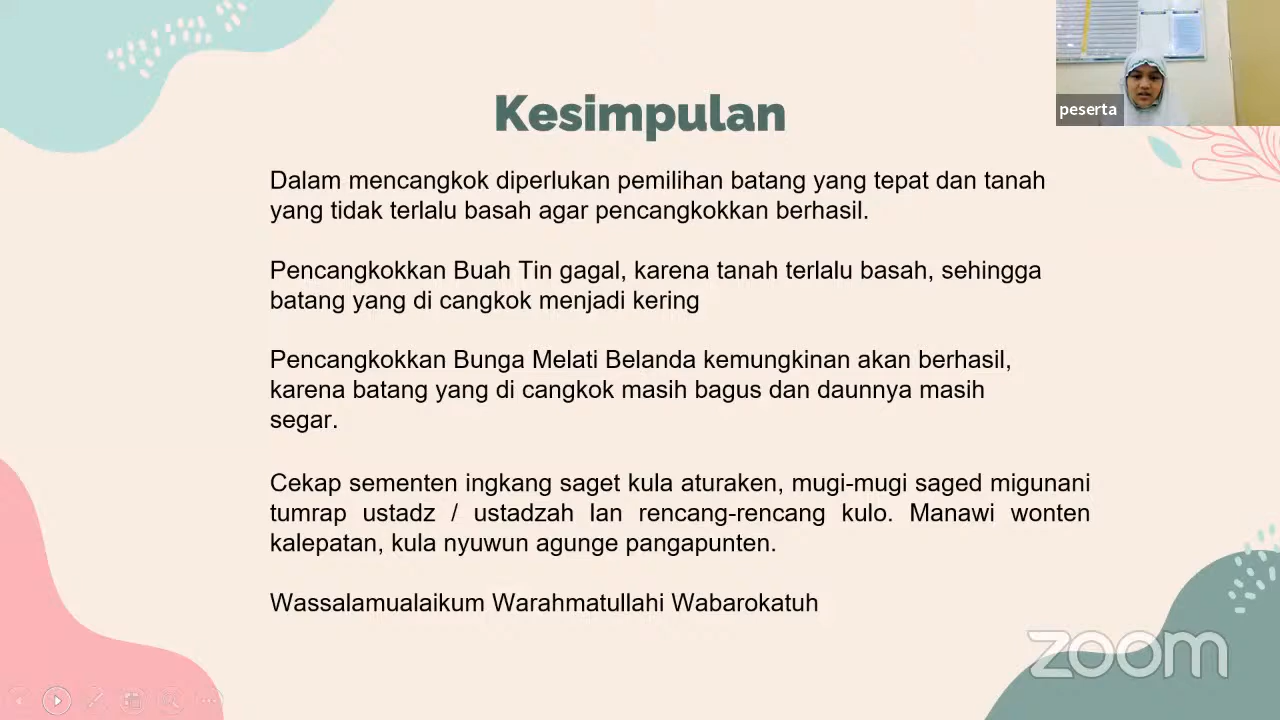 Kesimpulan
peserta
Dalam mencangkok diperlukan pemilihan batang yang tepat dan tanah
yang tidak terlalu basah agar pencangkokkan berhasil.
Pencangkokkan Buah Tin gagal, karena tanah terlalu basah, sehingga
batang yang di cangkok menjadi kering
Pencangkokkan Bunga Melati Belanda kemungkinan akan berhasil,
karena batang yang di cangkok masih bagus dan daunnya masih
segar.
Cekap sementen ingkang saget kula aturaken, mugi-mugi saged migunani
tumrap ustadz / ustadzah lan rencang-rencang kulo. Manawi wonten
kalepatan, kula nyuwun agunge pangapunten.
Wassalamualaikum Warahmatullahi Wabarokatuh
zoom